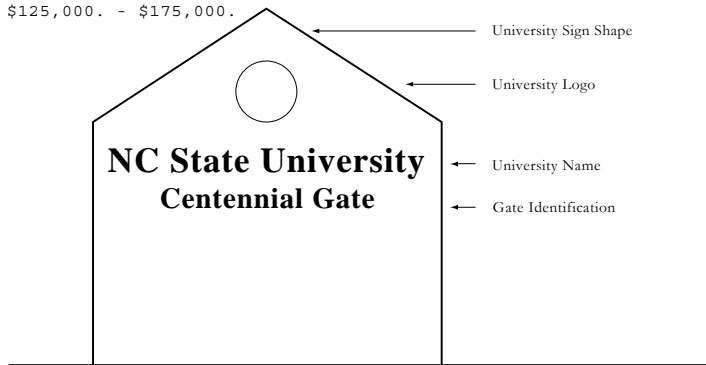 $125,000. - $175,000.
University Sign Shape
University Logo
NC State University
University Name
Centennial Gate
Gate Identification